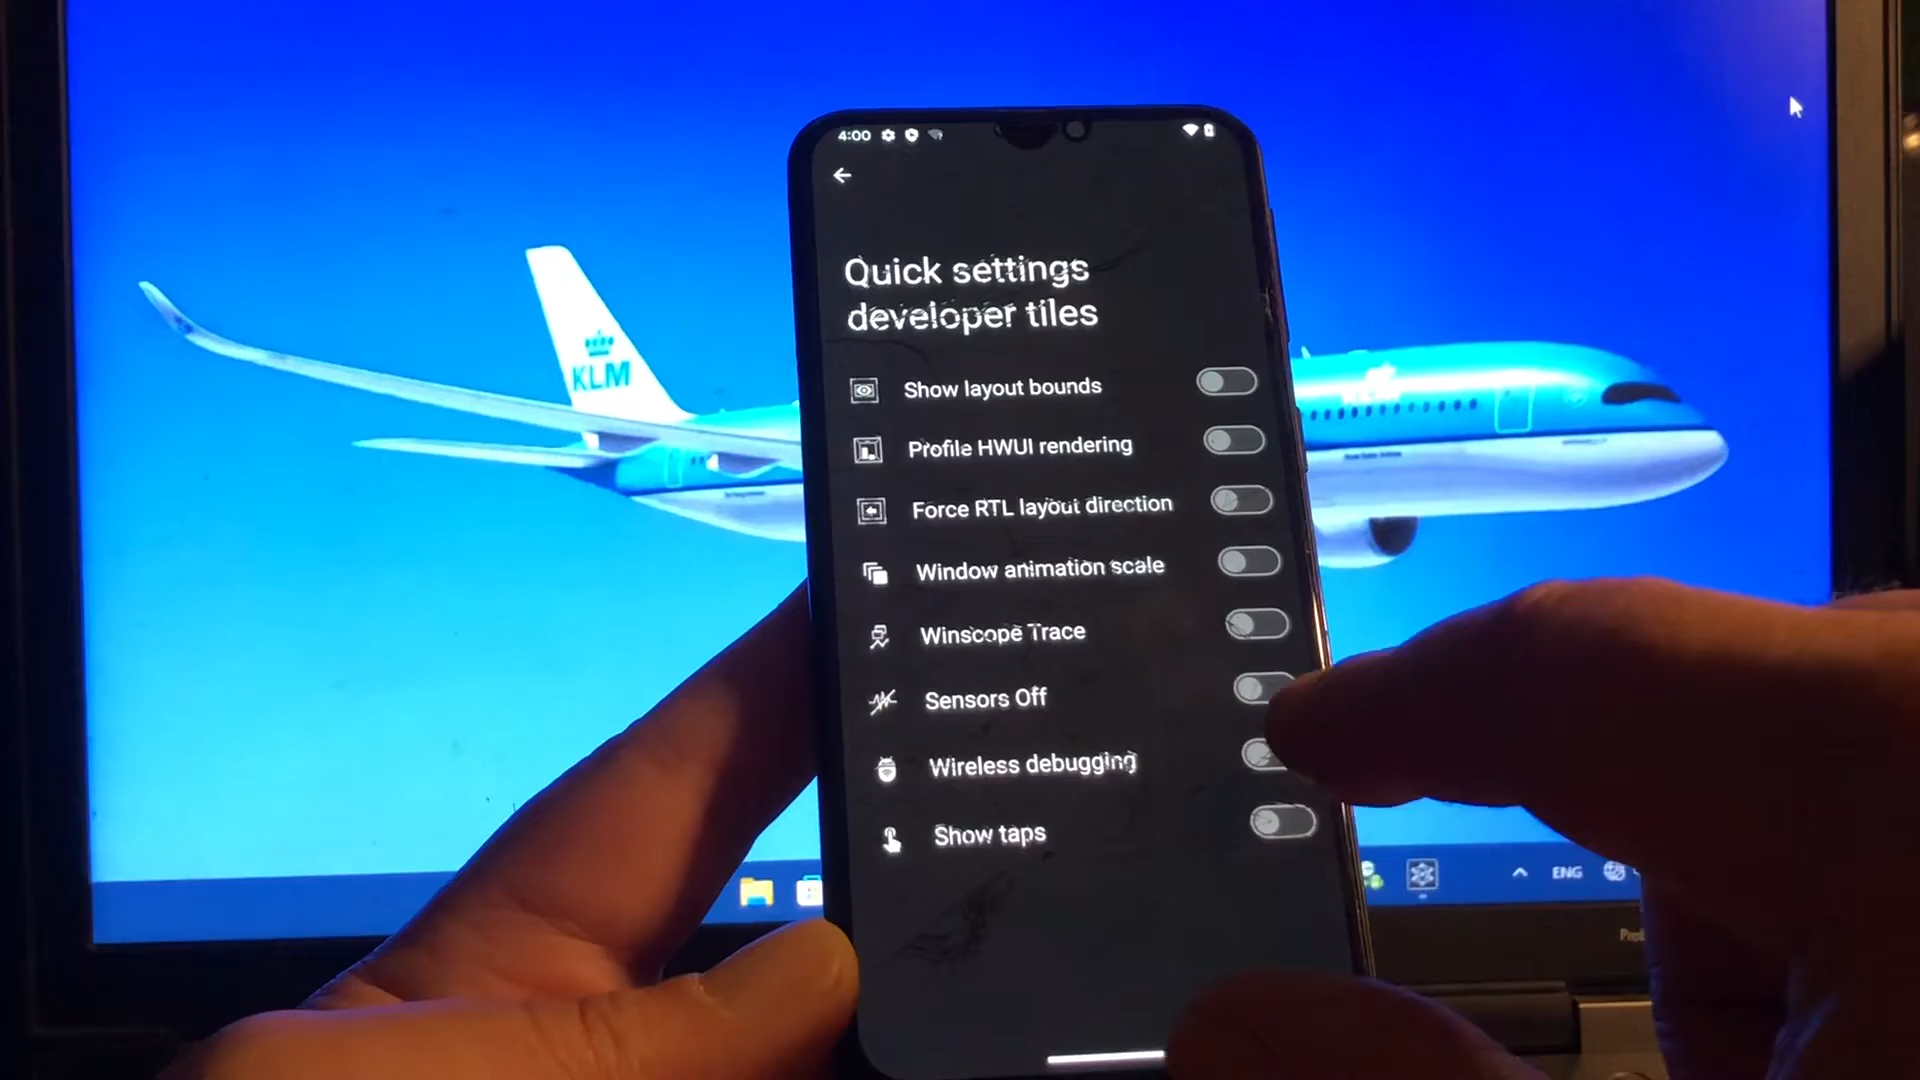 4:00
Quick settings
developer tiles
Show layout bounds
Profile HWUI rendering
Force RTL layout direction
Window animation scale
Winscope Trace
Sensors Off
Wireless debugging
Show taps
KLM
ENG